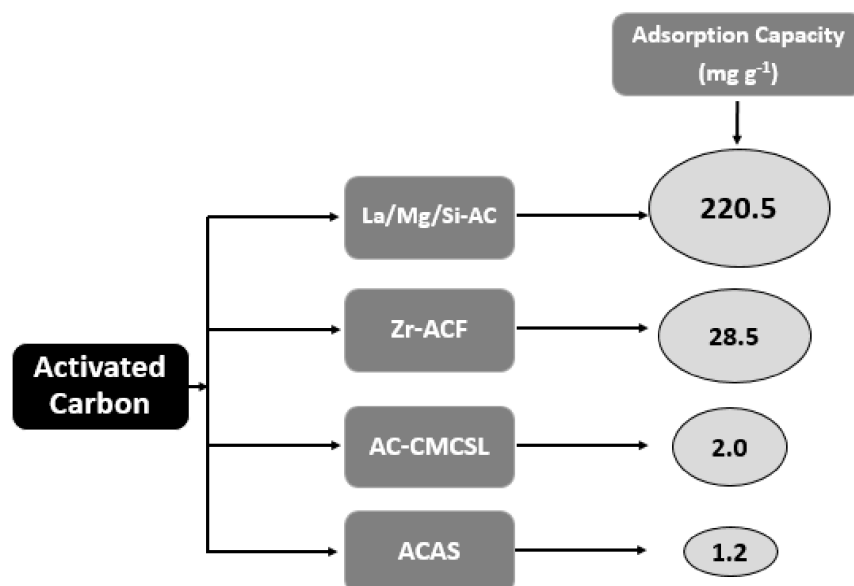 Adsorption Capacity
(mg g⁻¹)
La/Mg/Si-AC
220.5
Zr-ACF
28.5
Activated
Carbon
AC-CMCSL
2.0
ACAS
1.2